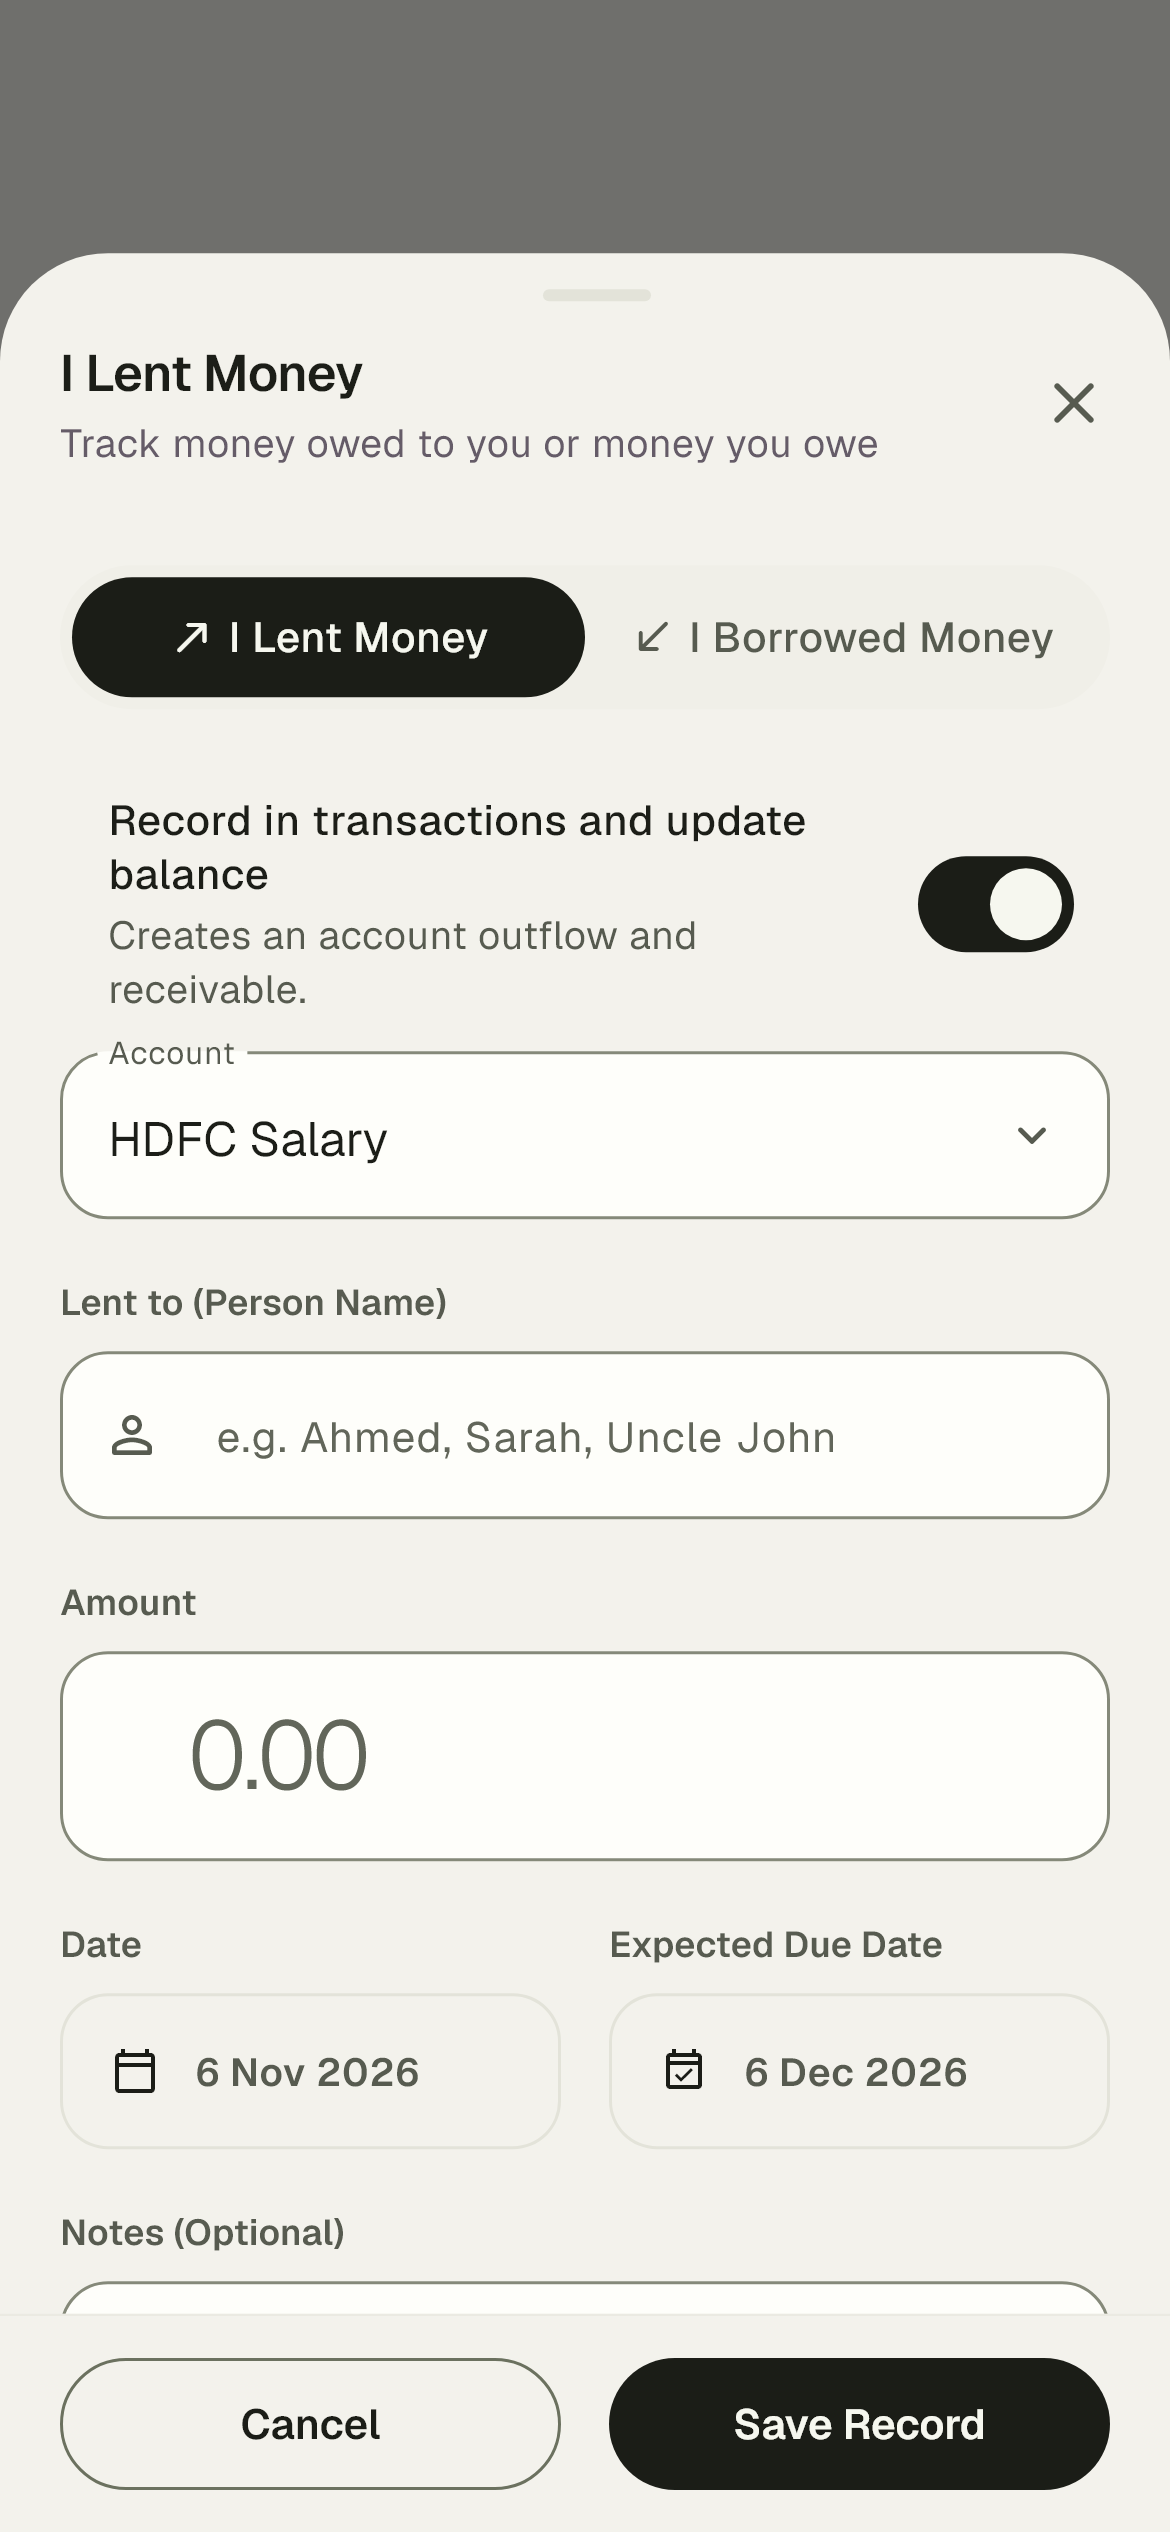 I Lent Money
Track money owed to you or money you owe
I Lent Money
I Borrowed Money
Record in transactions and update
balance
Creates an account outflow and
receivable.
Account
HDFC Salary
Lent to (Person Name)
e.g. Ahmed, Sarah, Uncle John
Amount
0.00
Date
Expected Due Date
6 Nov 2026
6 Dec 2026
Notes (Optional)
Cancel
Save Record